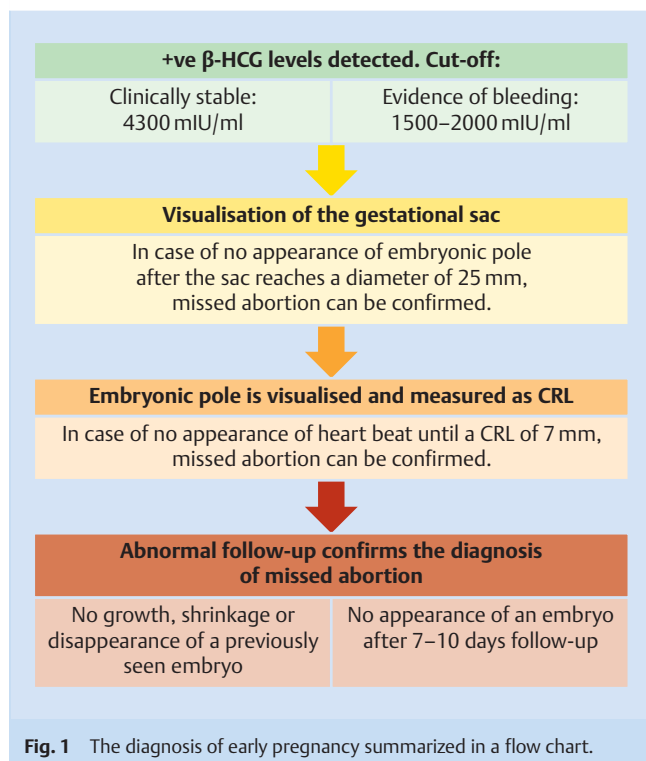 +ve β-HCG levels detected. Cut-off:
Clinically stable:
4300 mIU/ml
Evidence of bleeding:
1500–2000 mIU/ml
Visualisation of the gestational sac
In case of no appearance of embryonic pole
after the sac reaches a diameter of 25 mm,
missed abortion can be confirmed.
Embryonic pole is visualised and measured as CRL
In case of no appearance of heart beat until a CRL of 7 mm,
missed abortion can be confirmed.
Abnormal follow-up confirms the diagnosis
of missed abortion
No growth, shrinkage or
disappearance of a previously
seen embryo
No appearance of an embryo
after 7–10 days follow-up
Fig. 1 The diagnosis of early pregnancy summarized in a flow chart.